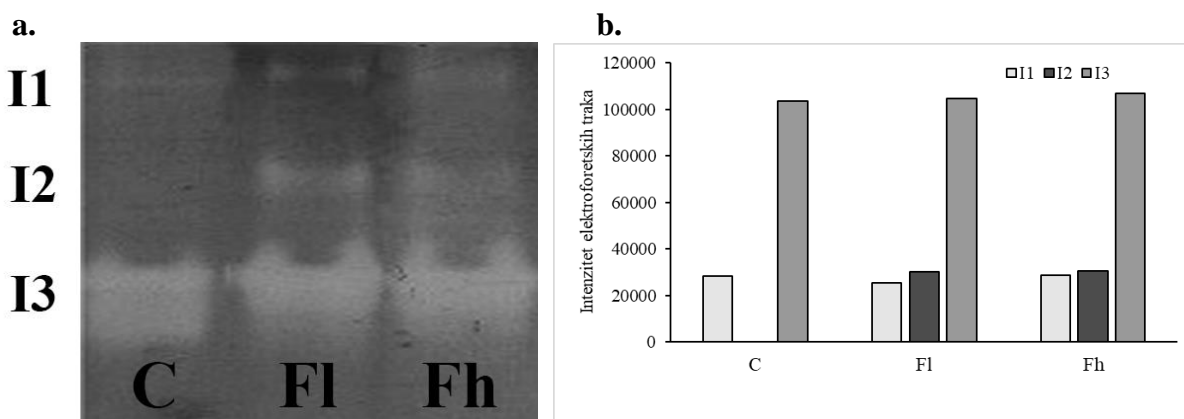 a.
I1
I2
I3
C Fl Fh
b.
Intenzitet elektroforetskih traka
120000
100000
80000
60000
40000
20000
0
I1 I2 I3
C Fl Fh